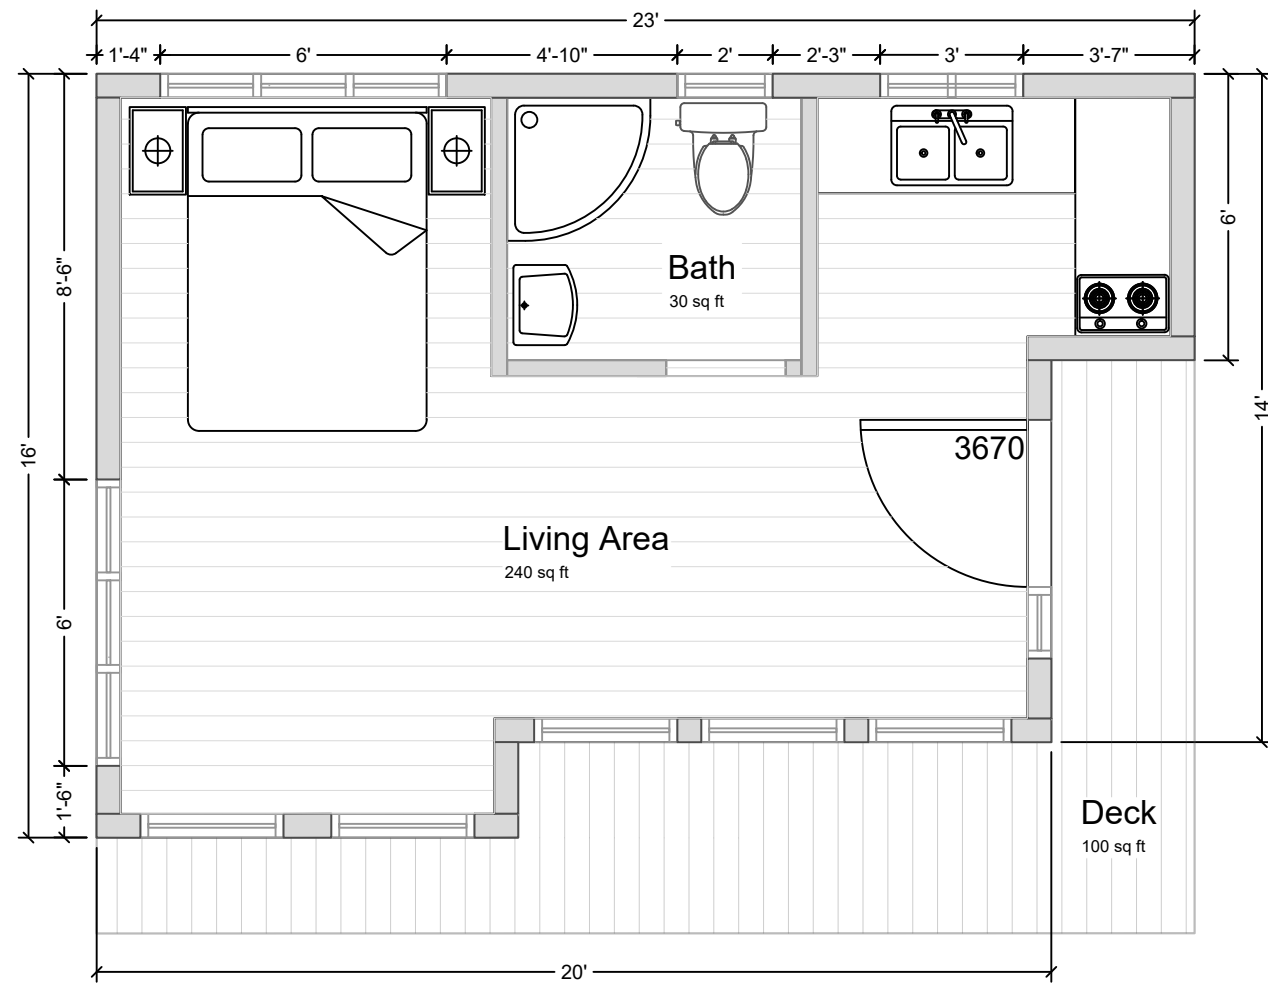 23'
1'-4"
6'
4'-10"
2'
2'-3"
3'
3'-7"
6'
8'-6"
Bath
30 sq ft
14'
3670
16'
Living Area
240 sq ft
6'
1'-6"
Deck
100 sq ft
20'